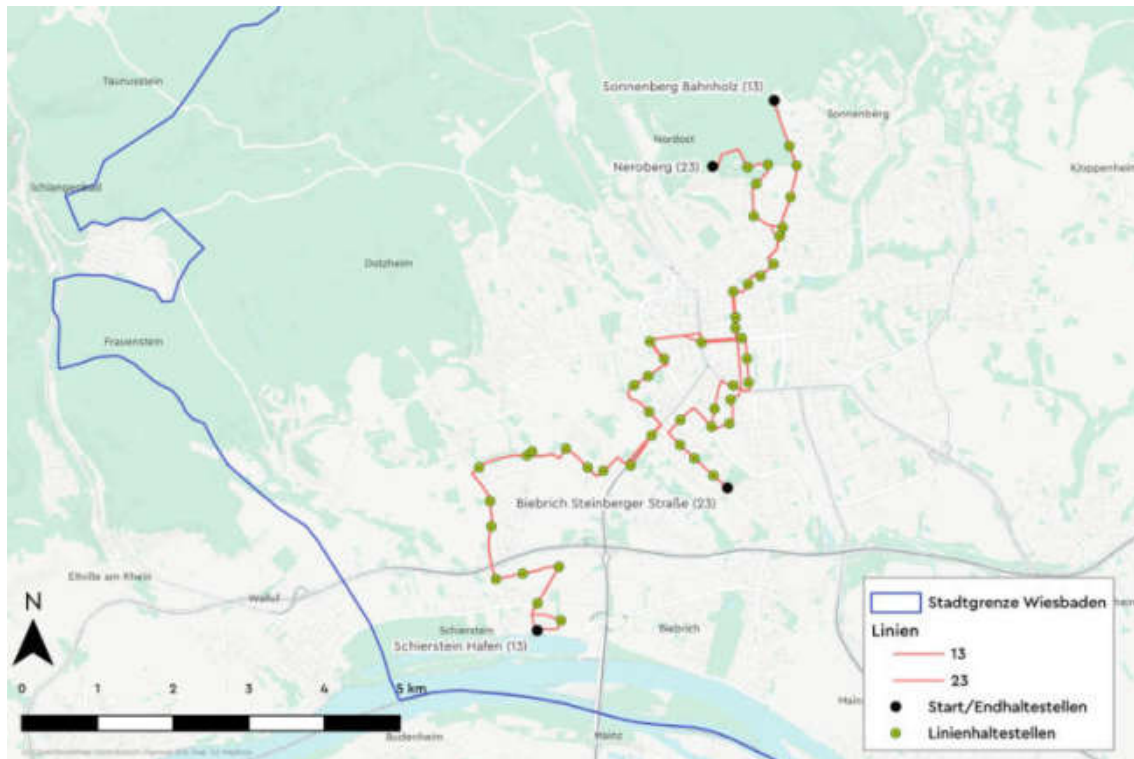 Taunusstein
Sonnenberg Bahnholz (13)
Sonnenberg
Nordost
Neroberg (23)
Kloppenheim
Schlangenbad
Dotzheim
Frauenstein
Biebrich Steinberger Straße (23)
Eltville am Rhein
Walluf
Schierstein
Biebrich
Schierstein Hafen (13)
N
0 1 2 3 4 5 km
Budenheim
Mainz
Stadtgrenze Wiesbaden
Linien
13
23
Start/Endhaltestellen
Linienhaltestellen